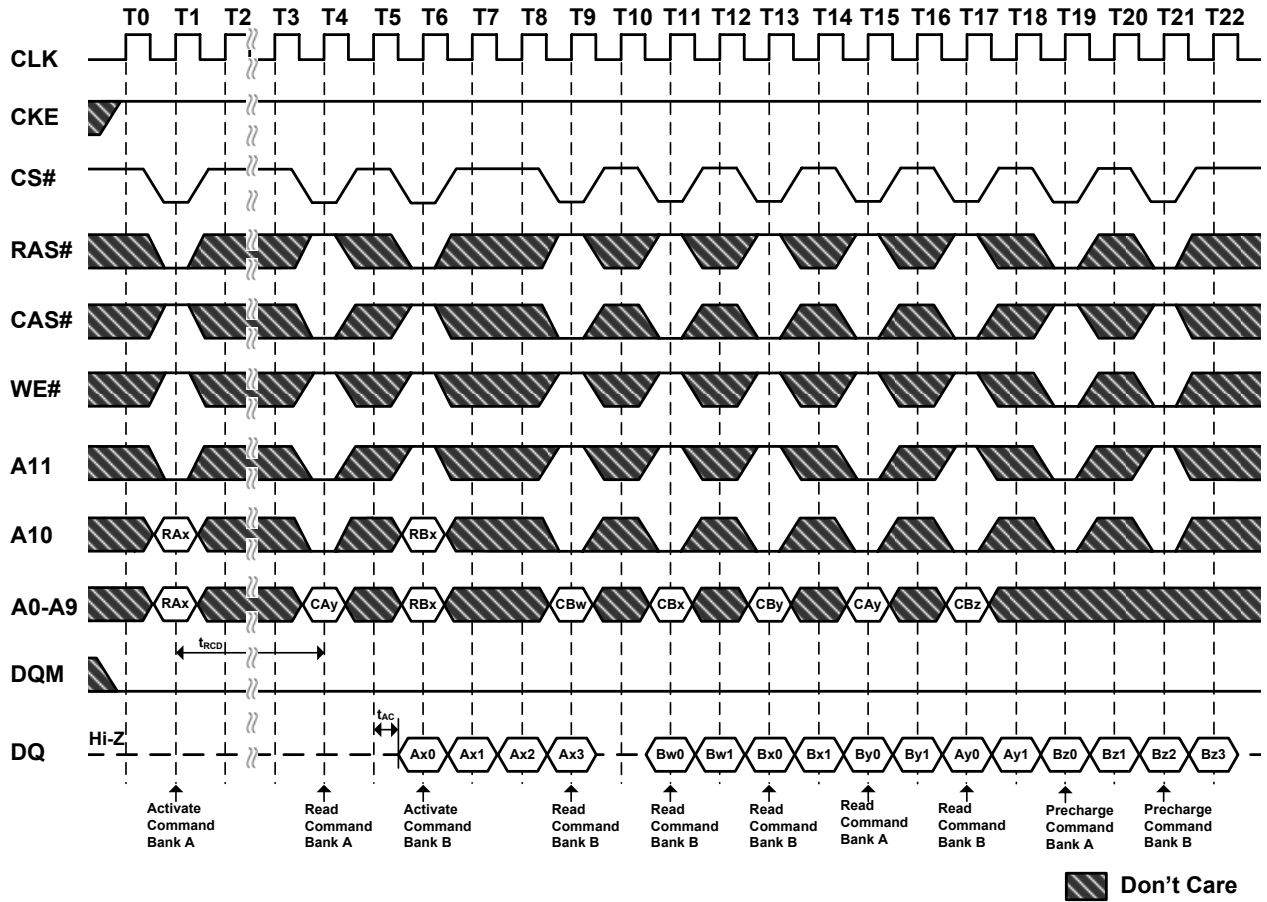 T0 T1 T2 T3 T4 T5 T6 T7 T8 T9 T10 T11 T12 T13 T14 T15 T16 T17 T18 T19 T20 T21 T22
CLK
CKE
CS#
RAS#
CAS#
WE#
A11
A10 RAx RBx
A0-A9 RAx CAy RBx CBw CBx CBy CAy CBz
tRCD
DQM
tAC
DQ Hi-Z Ax0 Ax1 Ax2 Ax3 Bw0 Bw1 Bx0 Bx1 By0 By1 Ay0 Ay1 Bz0 Bz1 Bz2 Bz3
Activate
Command
Bank A
Read
Command
Bank A
Activate
Command
Bank B
Read
Command
Bank B
Read
Command
Bank B
Read
Command
Bank B
Read
Command
Bank A
Read
Command
Bank B
Precharge
Command
Bank A
Precharge
Command
Bank B
Don't Care